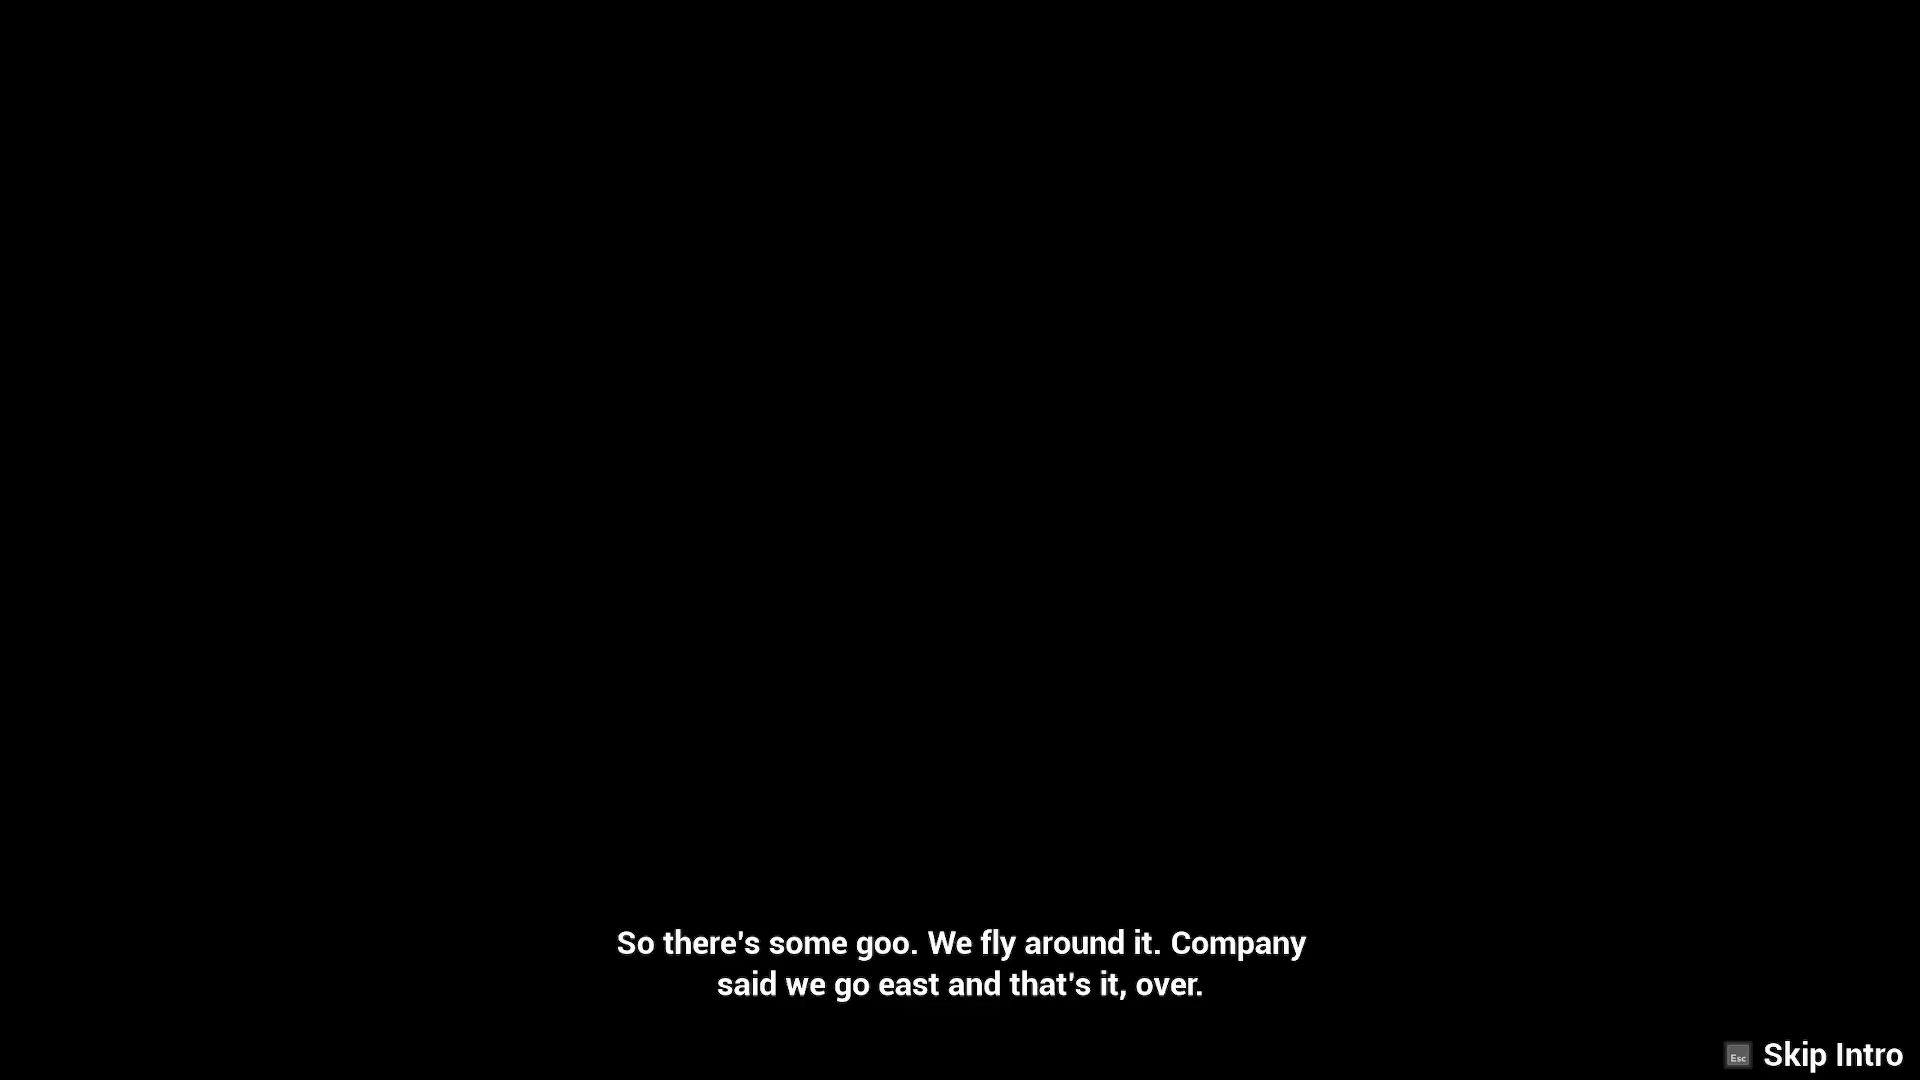 So there's some goo. We fly around it. Company
said we go east and that's it, over.
Esc Skip Intro